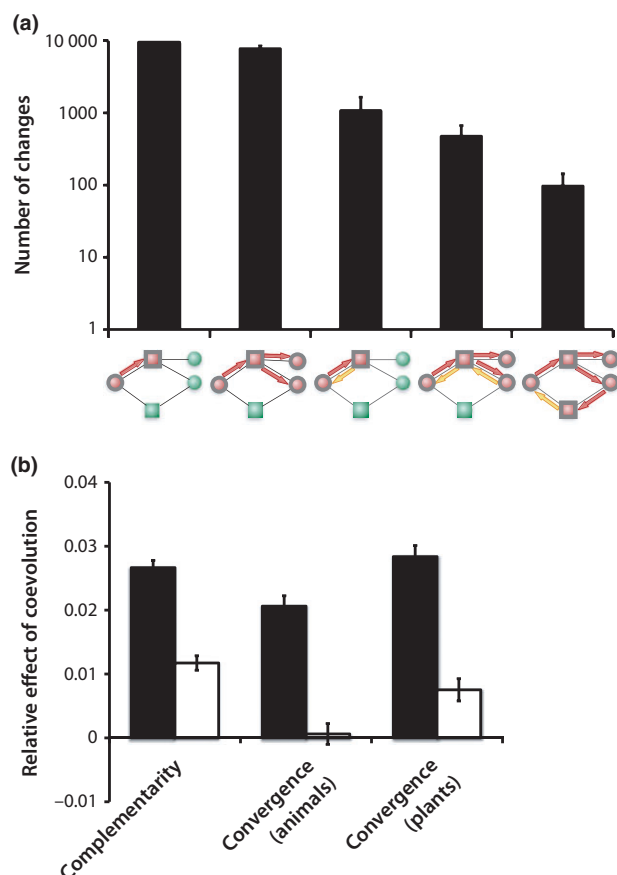 (a)
Number of changes
10 000
1000
100
10
1
(b)
Relative effect of coevolution
0.04
0.03
0.02
0.01
0
−0.01
Complementarity
Convergence
(animals)
Convergence
(plants)